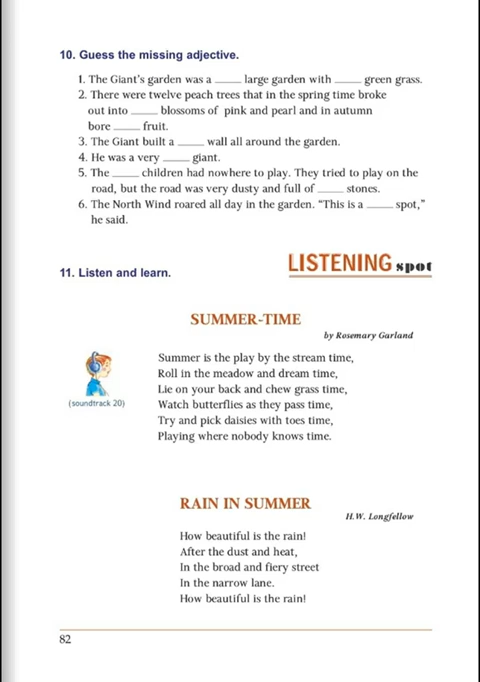 10. Guess the missing adjective.
1. The Giant's garden was a _____ large garden with _____ green grass.
2. There were twelve peach trees that in the spring time broke
out into _____ blossoms of pink and pearl and in autumn
bore _____ fruit.
3. The Giant built a _____ wall all around the garden.
4. He was a very _____ giant.
5. The _____ children had nowhere to play. They tried to play on the
road, but the road was very dusty and full of _____ stones.
6. The North Wind roared all day in the garden. “This is a _____ spot,”
he said.
LISTENING spot
11. Listen and learn.
SUMMER-TIME
by Rosemary Garland
(soundtrack 20)
Summer is the play by the stream time,
Roll in the meadow and dream time,
Lie on your back and chew grass time,
Watch butterflies as they pass time,
Try and pick daisies with toes time,
Playing where nobody knows time.
RAIN IN SUMMER
H.W. Longfellow
How beautiful is the rain!
After the dust and heat,
In the broad and fiery street
In the narrow lane.
How beautiful is the rain!
82